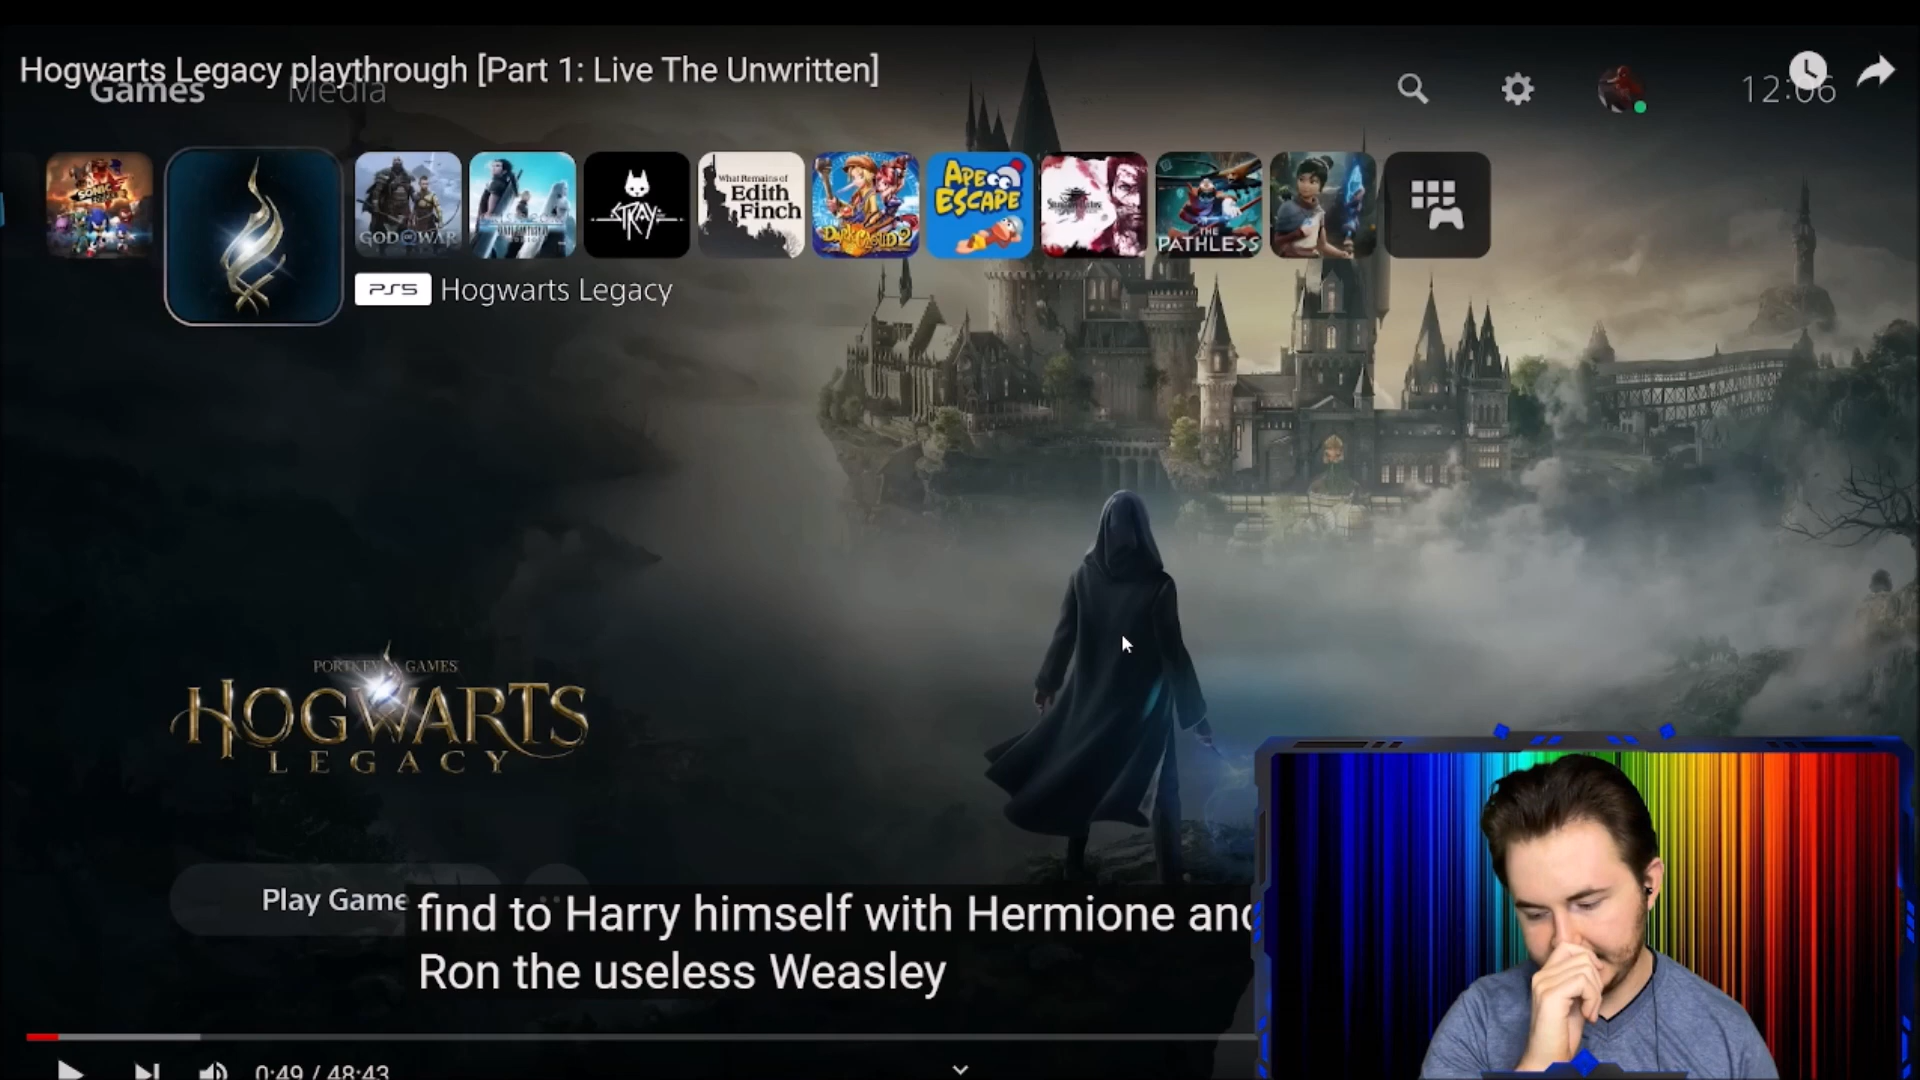 Hogwarts Legacy playthrough [Part 1: Live The Unwritten]
Games Media 12:06
SONIC
GOD OF WAR
STRAY
What Remains of
Edith
Finch
DARK CLOUD 2
APE
ESCAPE
THE
PATHLESS
PS5 Hogwarts Legacy
PORTKEY GAMES
HOGWARTS
LEGACY
Play Game
find to Harry himself with Hermione and
Ron the useless Weasley
0:49 / 48:43